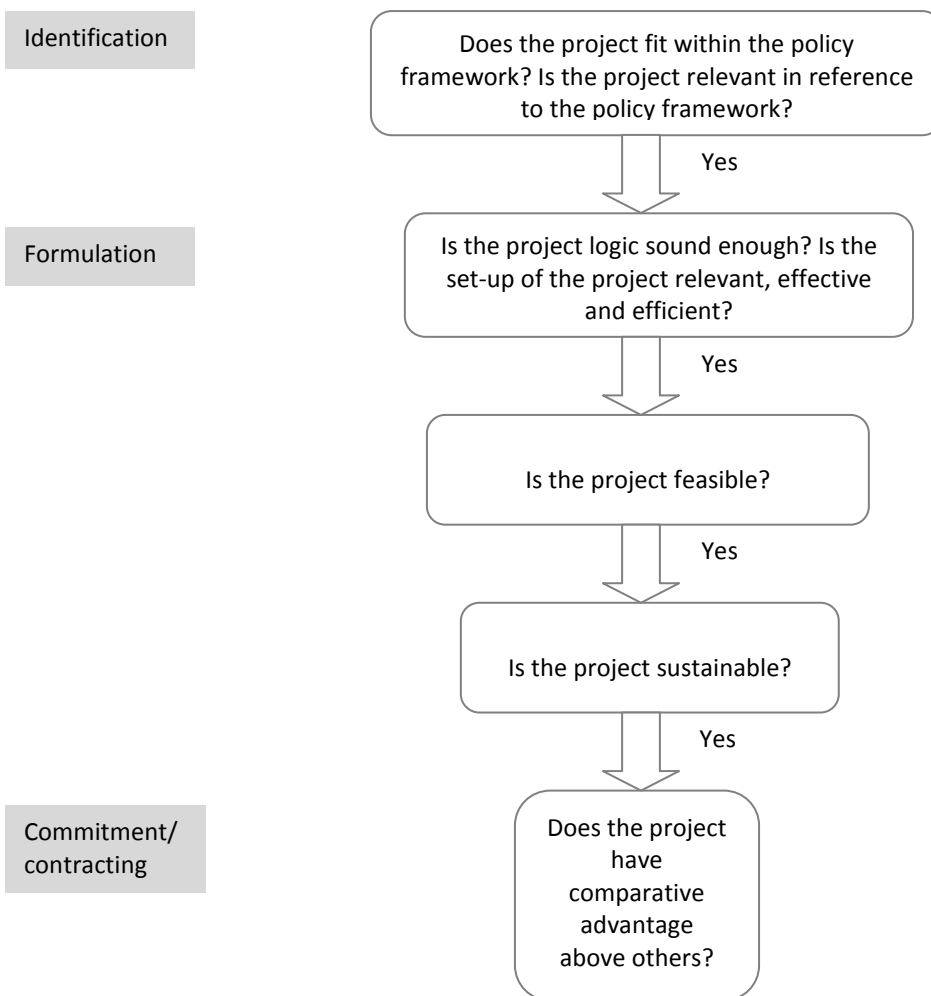 Identification
Does the project fit within the policy
framework? Is the project relevant in reference
to the policy framework?
Yes
Formulation
Is the project logic sound enough? Is the
set-up of the project relevant, effective
and efficient?
Yes
Is the project feasible?
Yes
Is the project sustainable?
Yes
Commitment/
contracting
Does the project
have
comparative
advantage
above others?